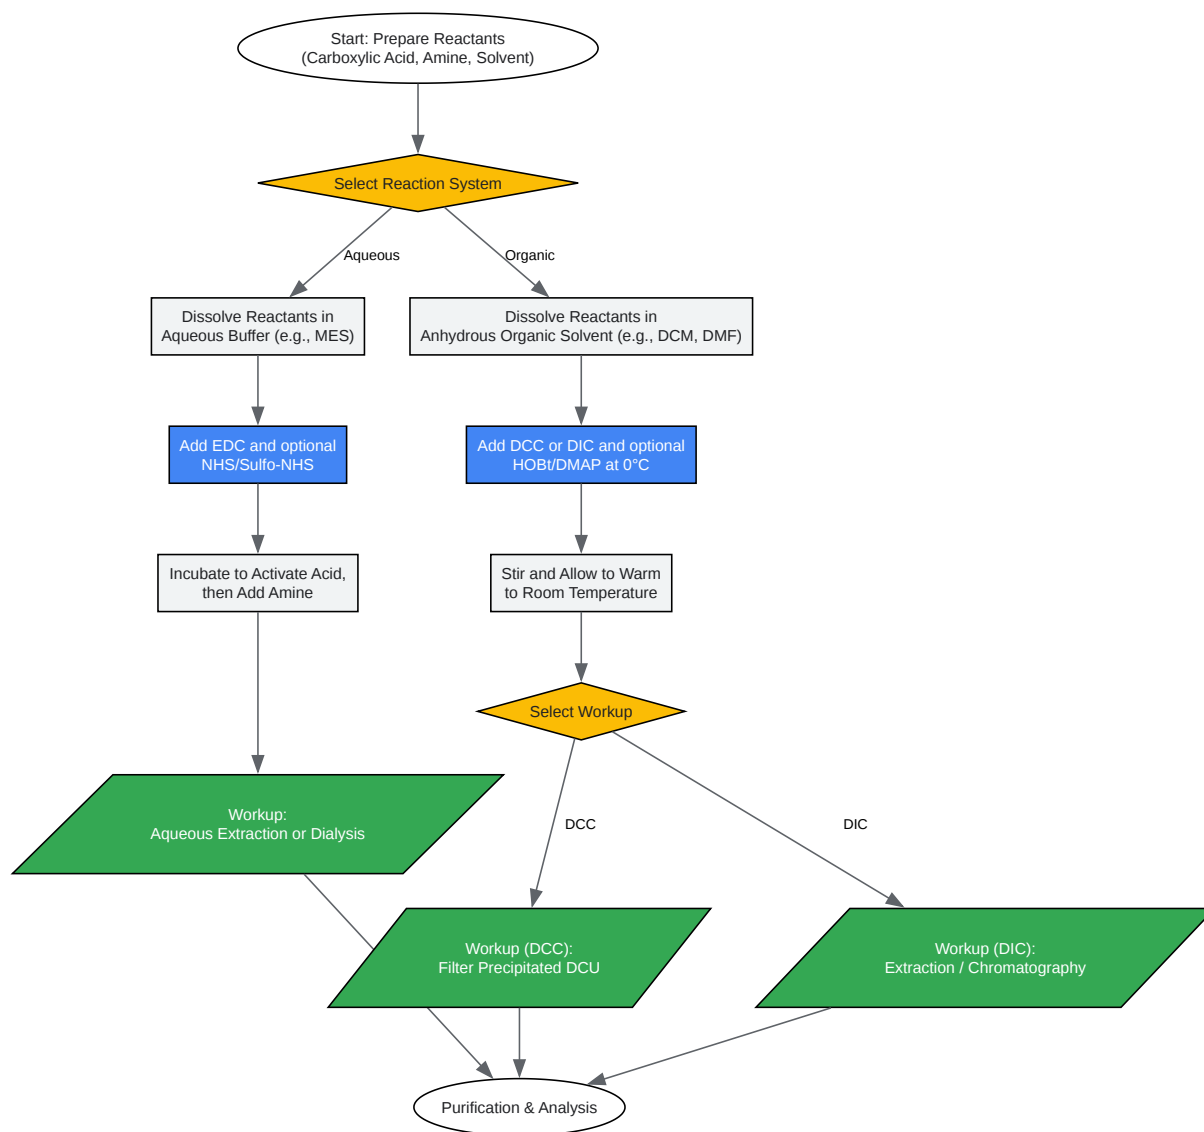 Start: Prepare Reactants
(Carboxylic Acid, Amine, Solvent)
Select Reaction System
Aqueous
Organic
Dissolve Reactants in
Aqueous Buffer (e.g., MES)
Dissolve Reactants in
Anhydrous Organic Solvent (e.g., DCM, DMF)
Add EDC and optional
NHS/Sulfo-NHS
Add DCC or DIC and optional
HOBt/DMAP at 0°C
Incubate to Activate Acid,
then Add Amine
Stir and Allow to Warm
to Room Temperature
Select Workup
Workup:
Aqueous Extraction or Dialysis
DCC
DIC
Workup (DCC):
Filter Precipitated DCU
Workup (DIC):
Extraction / Chromatography
Purification & Analysis